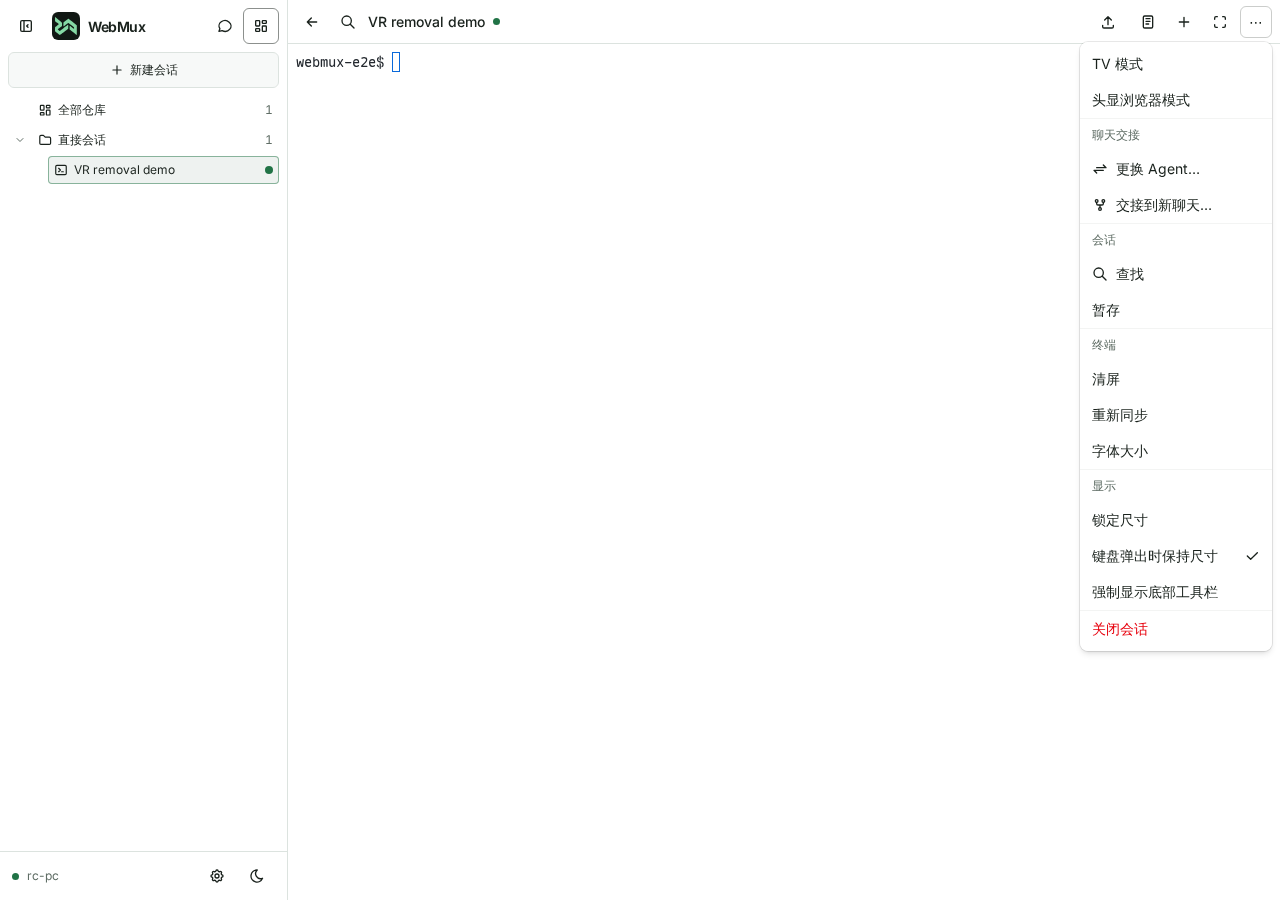 WebMux
新建会话
全部仓库 1
直接会话 1
VR removal demo
rc-pc
VR removal demo
webmux-e2e$
TV 模式
头显浏览器模式
聊天交接
更换 Agent...
交接到新聊天...
会话
查找
暂存
终端
清屏
重新同步
字体大小
显示
锁定尺寸
键盘弹出时保持尺寸
强制显示底部工具栏
关闭会话